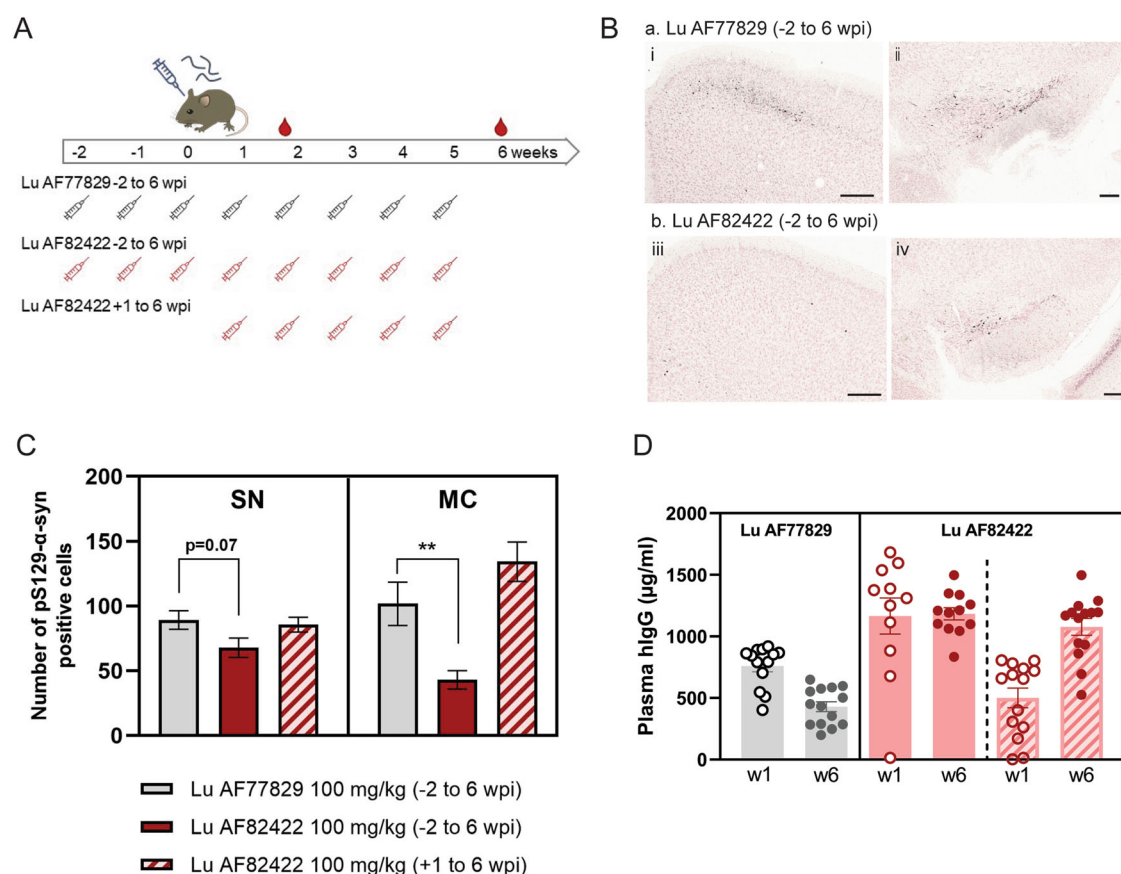 A
-2 -1 0 1 2 3 4 5 6 weeks
Lu AF77829 -2 to 6 wpi
Lu AF82422 -2 to 6 wpi
Lu AF82422 +1 to 6 wpi
B
a. Lu AF77829 (-2 to 6 wpi)
i ii
b. Lu AF82422 (-2 to 6 wpi)
iii iv
C
Number of pS129-α-syn
positive cells
200
150
100
50
0
SN MC
p=0.07 **
Lu AF77829 100 mg/kg (-2 to 6 wpi)
Lu AF82422 100 mg/kg (-2 to 6 wpi)
Lu AF82422 100 mg/kg (+1 to 6 wpi)
D
Plasma hIgG (µg/ml)
2000
1500
1000
500
0
Lu AF77829 Lu AF82422
w1 w6 w1 w6 w1 w6